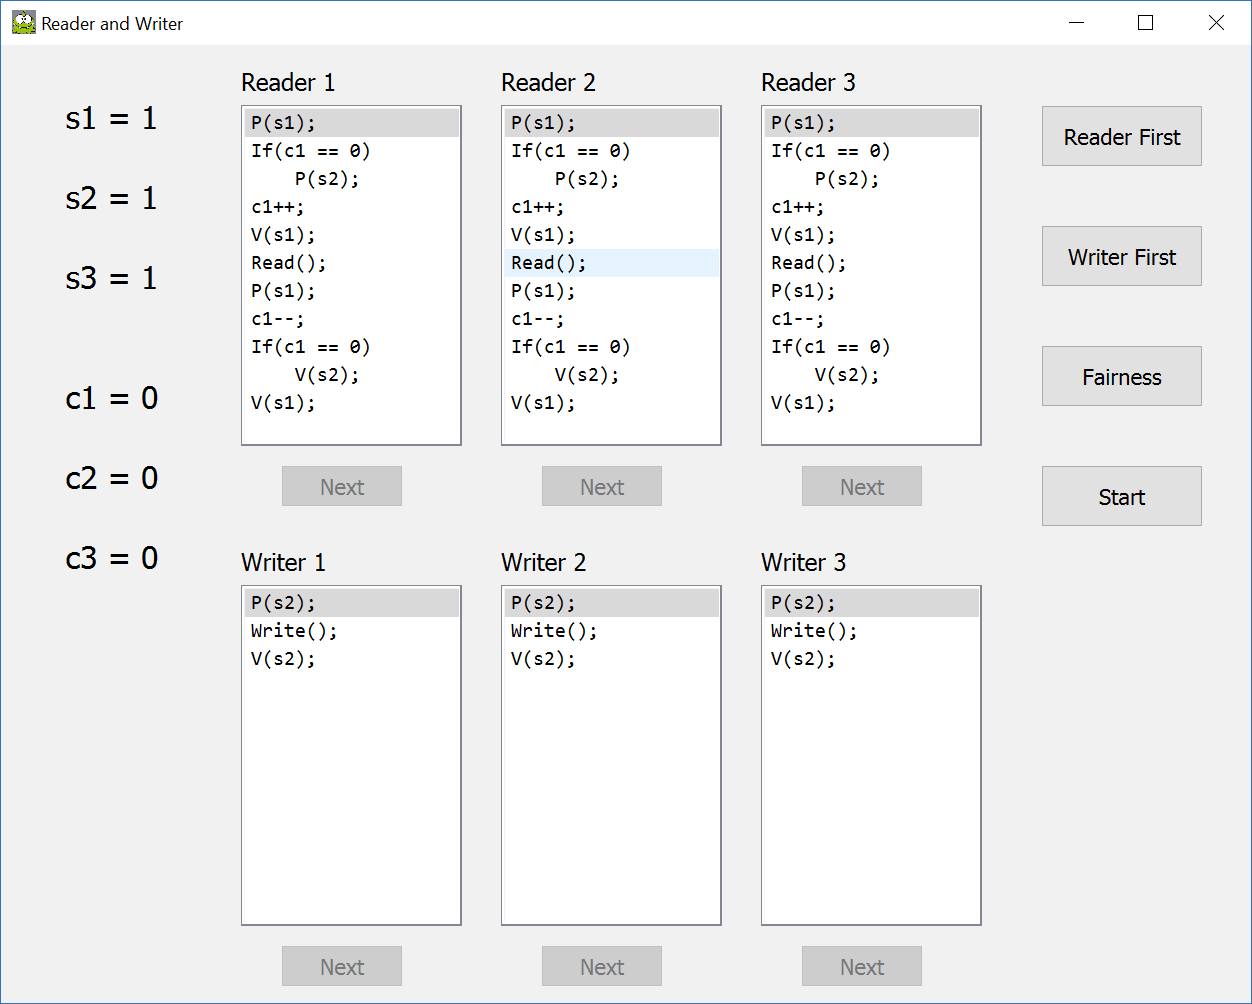 Reader and Writer
s1 = 1
s2 = 1
s3 = 1
c1 = 0
c2 = 0
c3 = 0
Reader 1
P(s1);
If(c1 == 0)
    P(s2);
c1++;
V(s1);
Read();
P(s1);
c1--;
If(c1 == 0)
    V(s2);
V(s1);
Next
Reader 2
P(s1);
If(c1 == 0)
    P(s2);
c1++;
V(s1);
Read();
P(s1);
c1--;
If(c1 == 0)
    V(s2);
V(s1);
Next
Reader 3
P(s1);
If(c1 == 0)
    P(s2);
c1++;
V(s1);
Read();
P(s1);
c1--;
If(c1 == 0)
    V(s2);
V(s1);
Next
Writer 1
P(s2);
Write();
V(s2);
Next
Writer 2
P(s2);
Write();
V(s2);
Next
Writer 3
P(s2);
Write();
V(s2);
Next
Reader First
Writer First
Fairness
Start